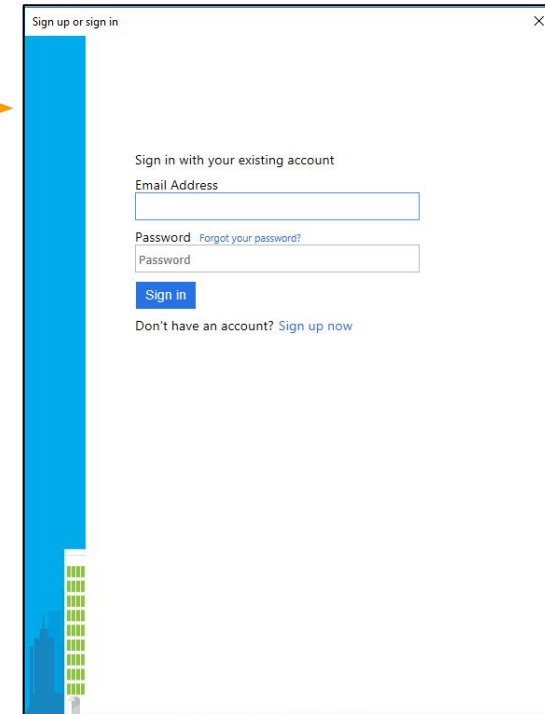 Sign up or sign in
Sign in with your existing account
Email Address
Password Forgot your password?
Password
Sign in
Don't have an account? Sign up now